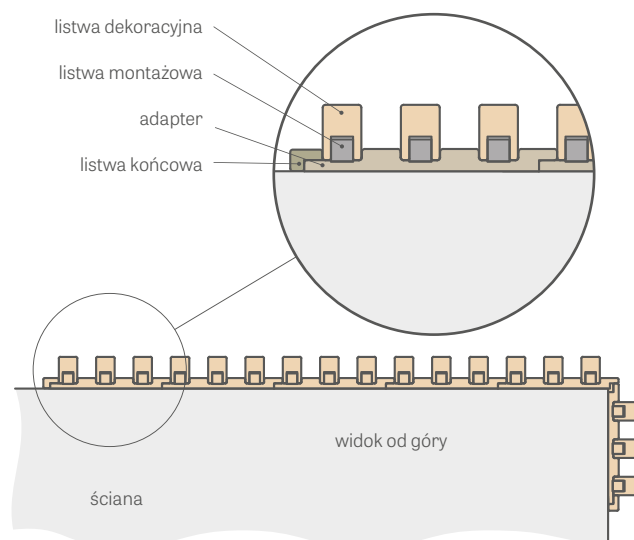 listwa dekoracyjna
listwa montażowa
adapter
listwa końcowa
widok od góry
ściana